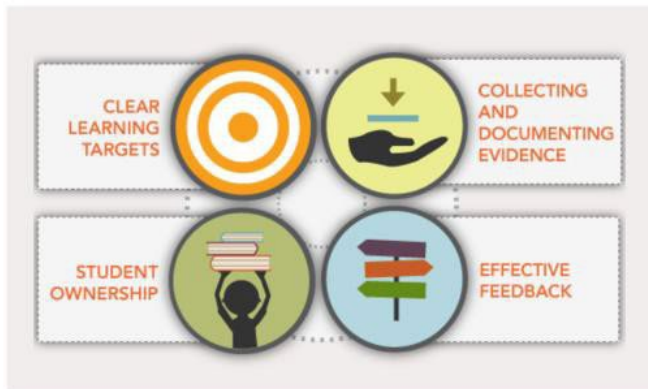 CLEAR
LEARNING
TARGETS
COLLECTING
AND
DOCUMENTING
EVIDENCE
STUDENT
OWNERSHIP
EFFECTIVE
FEEDBACK